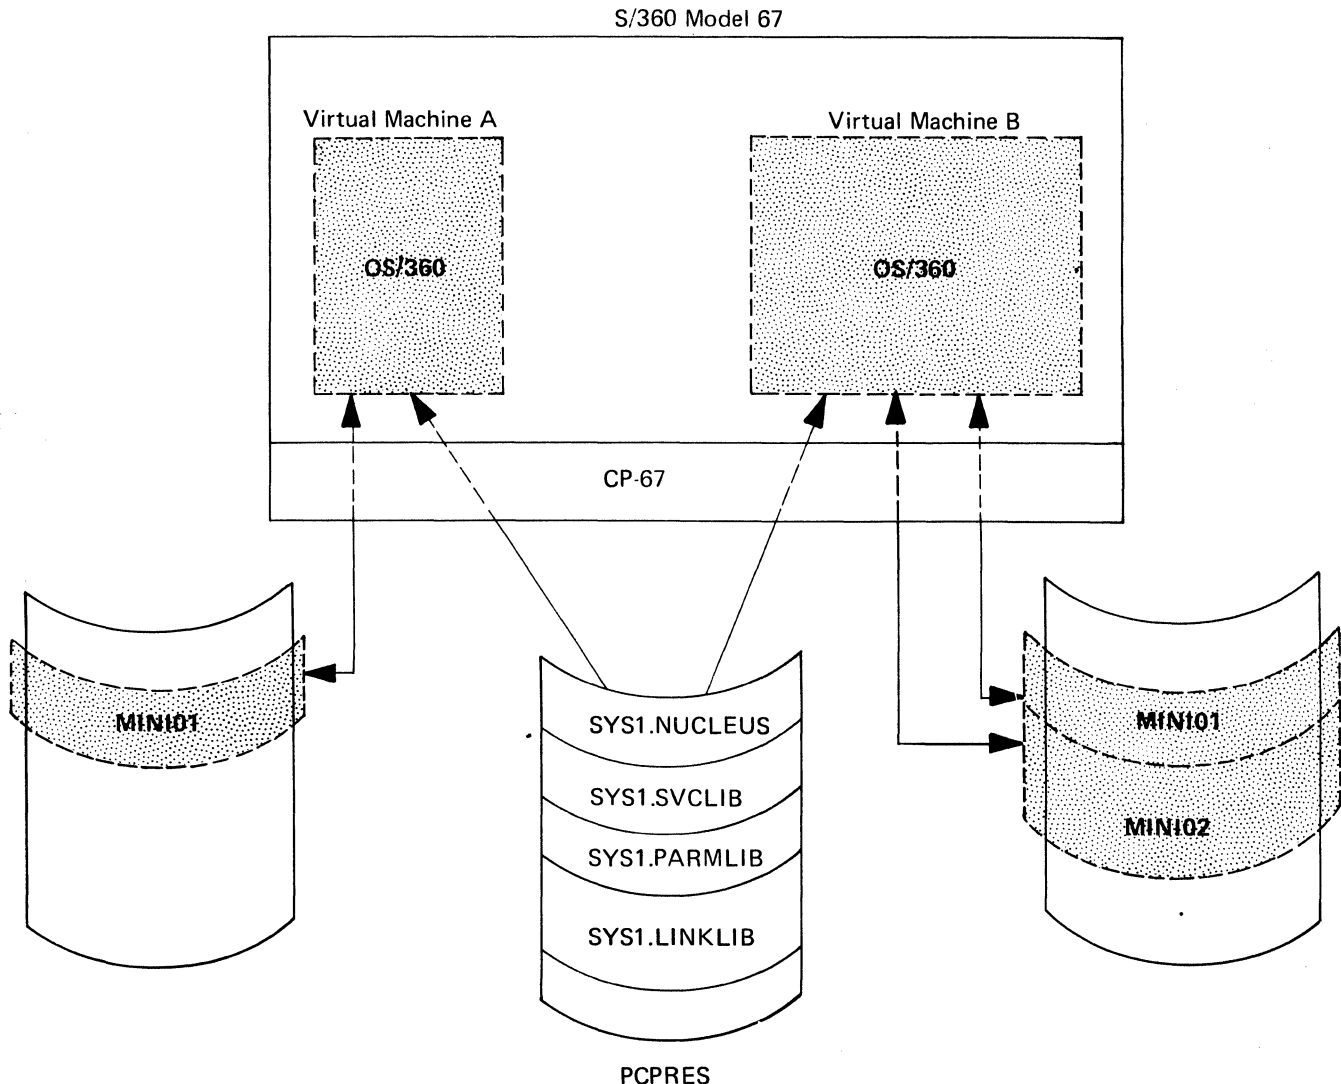 S/360 Model 67
Virtual Machine A
Virtual Machine B
OS/360
OS/360
CP-67
MINI01
SYS1.NUCLEUS
MINI01
SYS1.SVCLIB
MINI02
SYS1.PARMLIB
SYS1.LINKLIB
PCPRES